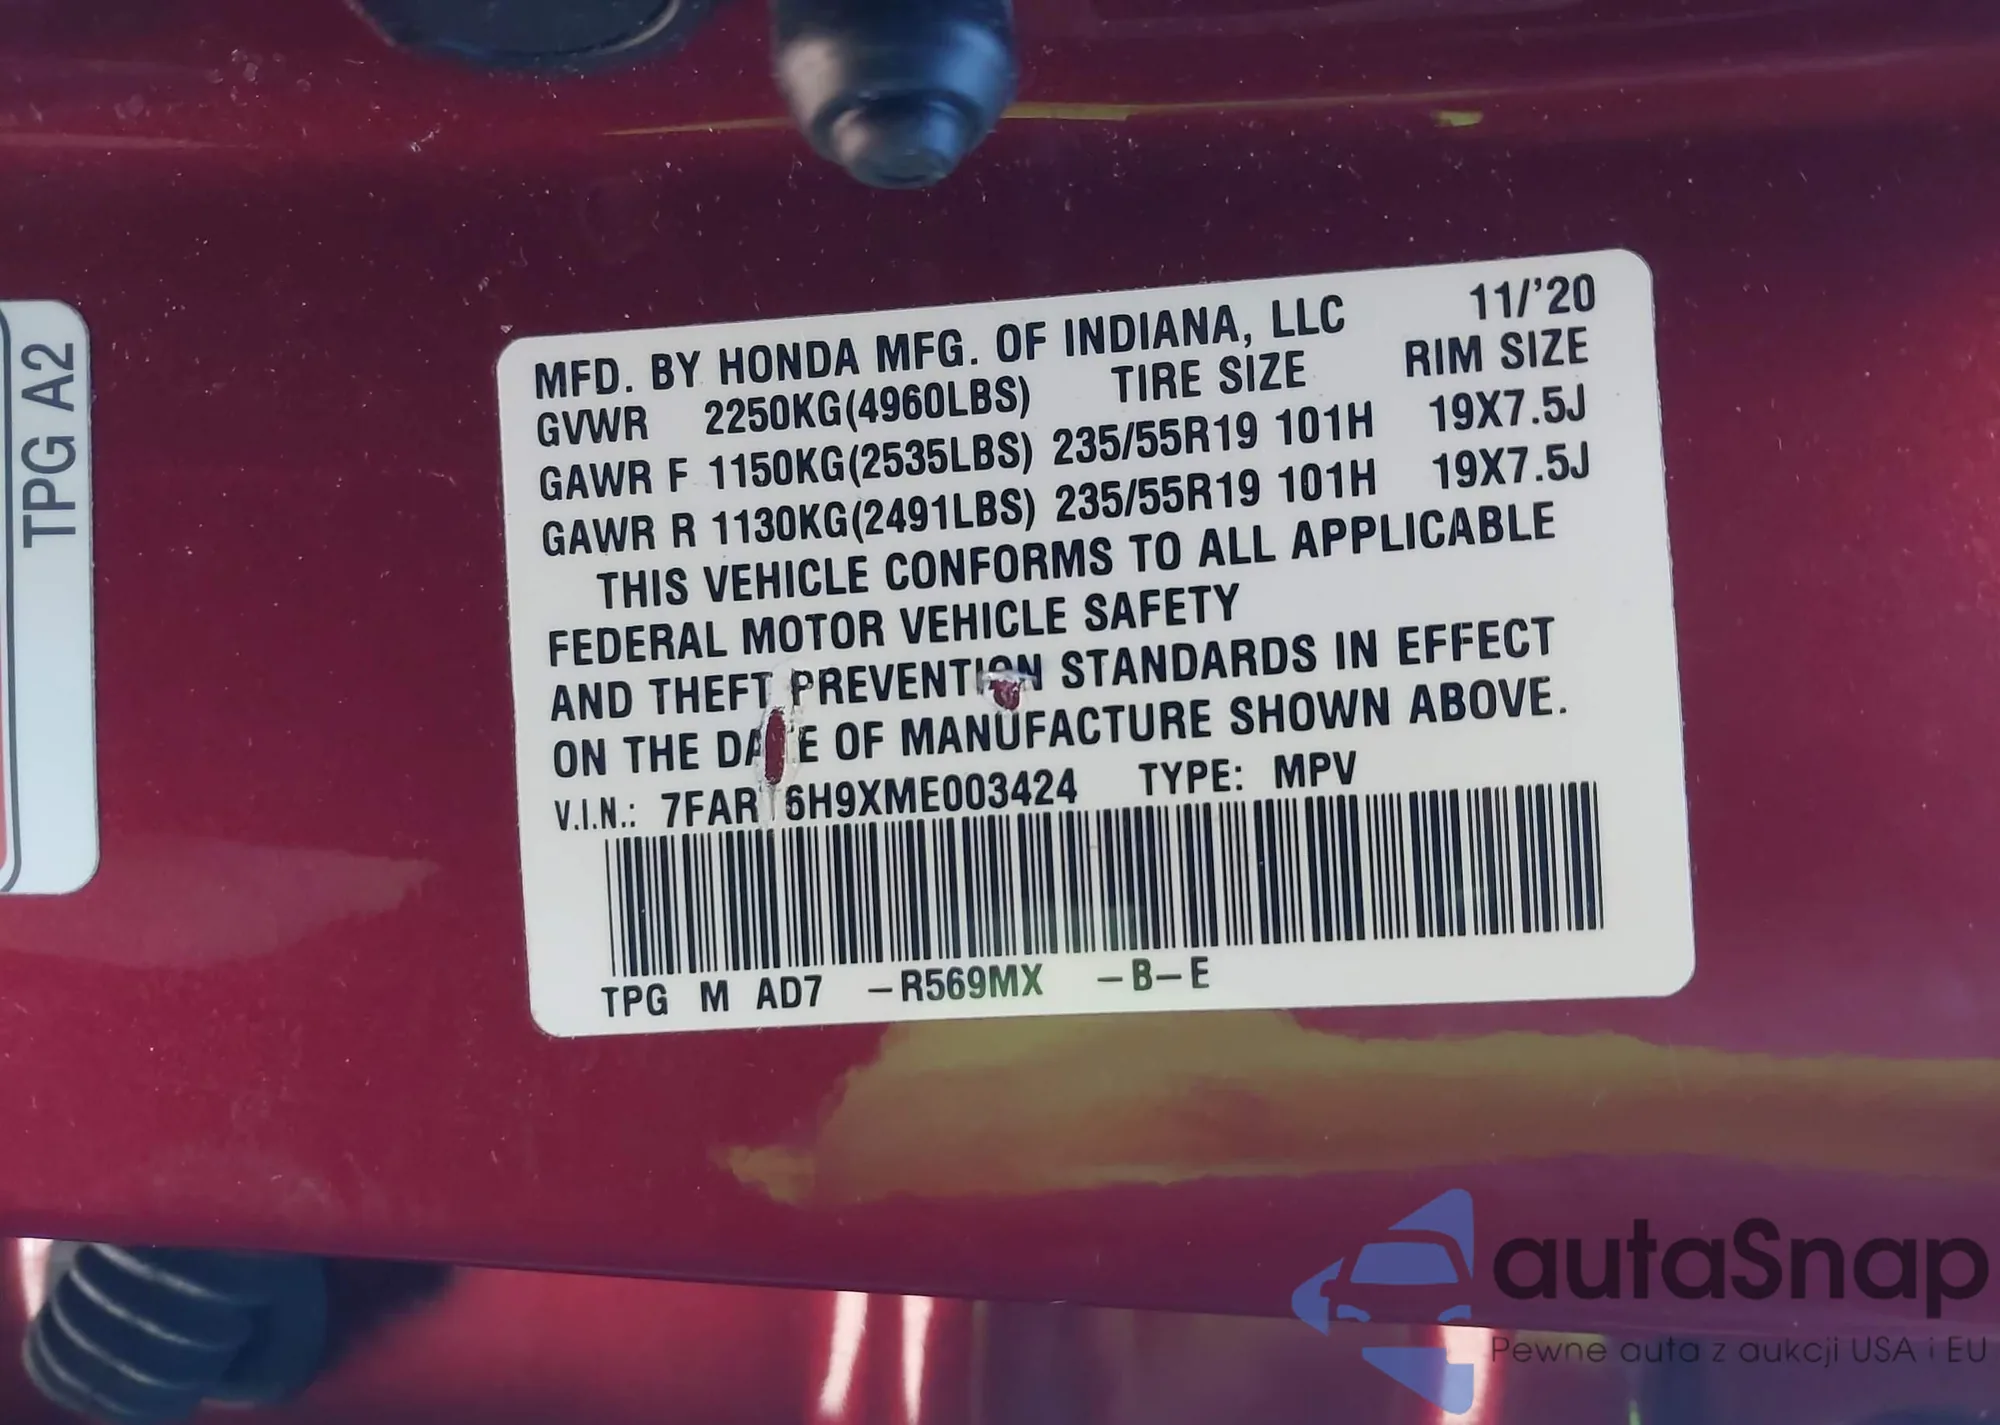 TPG A2
MFD. BY HONDA MFG. OF INDIANA, LLC 11/'20
GVWR 2250KG(4960LBS) TIRE SIZE RIM SIZE
GAWR F 1150KG(2535LBS) 235/55R19 101H 19X7.5J
GAWR R 1130KG(2491LBS) 235/55R19 101H 19X7.5J
THIS VEHICLE CONFORMS TO ALL APPLICABLE
FEDERAL MOTOR VEHICLE SAFETY
AND THEFT PREVENTION STANDARDS IN EFFECT
ON THE DATE OF MANUFACTURE SHOWN ABOVE.
V.I.N.: TYPE: MPV
TPG M AD7 -R569MX -B-E
autaSnap
Pewne auta z aukcji USA i EU